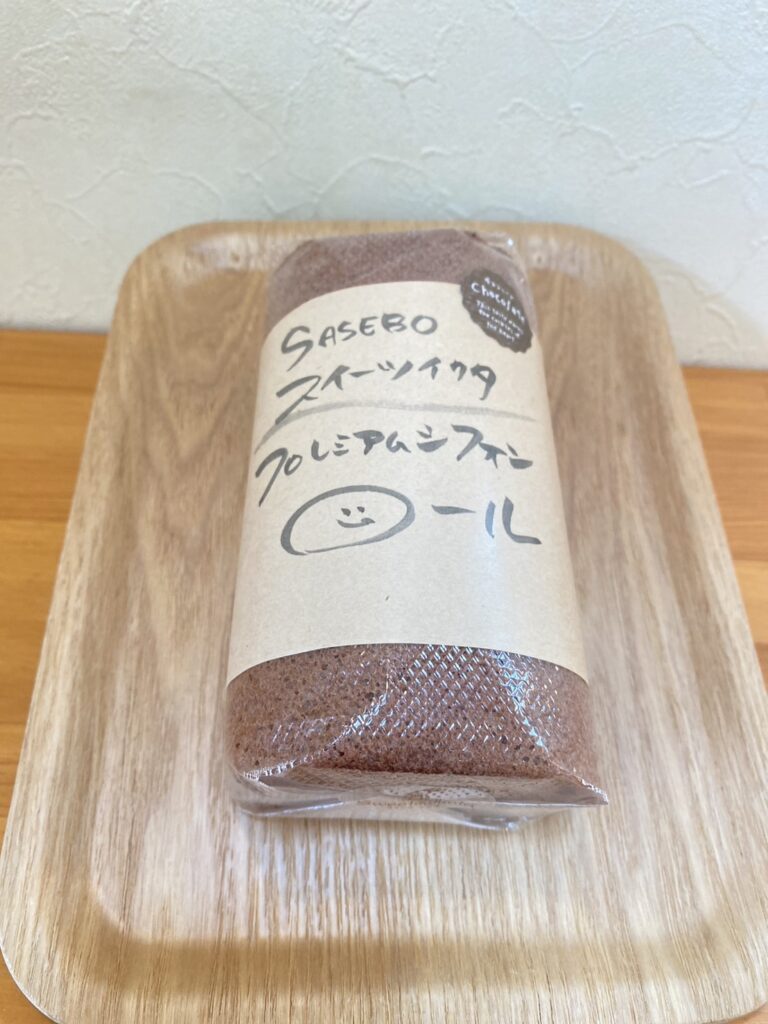 SASEBO
スイーツイクタ
プレミアムシフォン
ロール
Chocolate